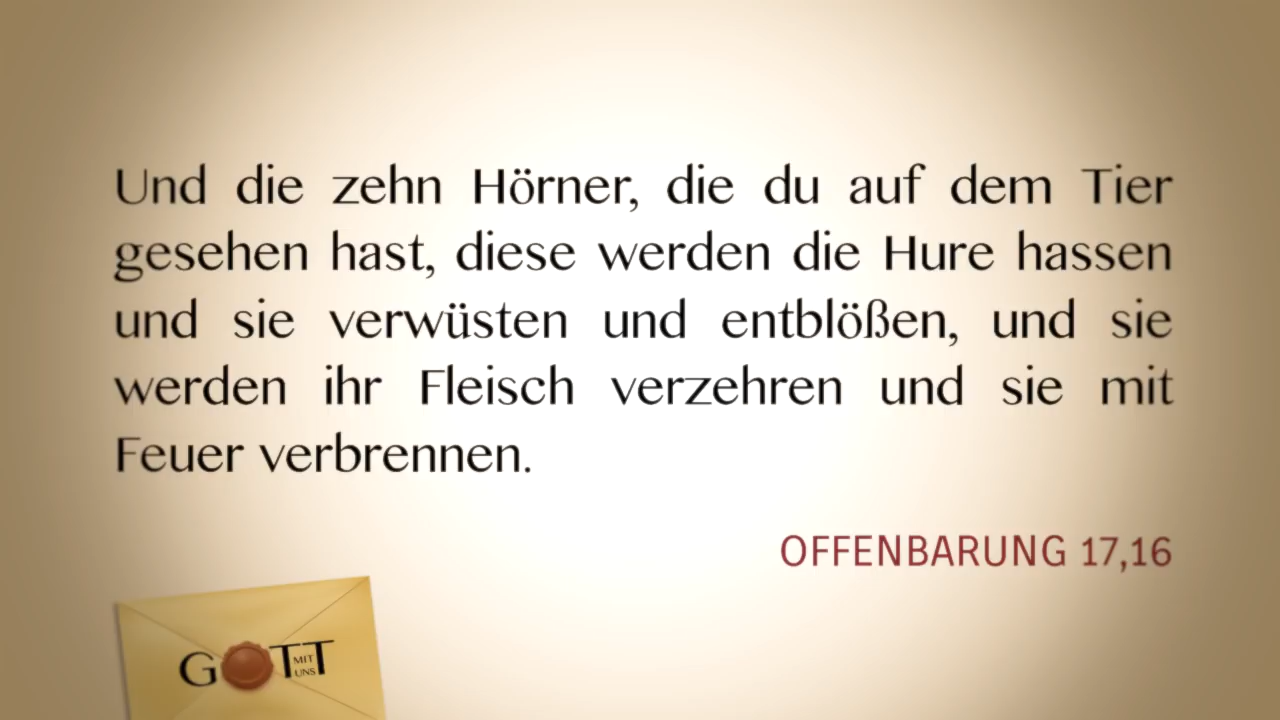 Und die zehn Hörner, die du auf dem Tier
gesehen hast, diese werden die Hure hassen
und sie verwüsten und entblößen, und sie
werden ihr Fleisch verzehren und sie mit
Feuer verbrennen.
OFFENBARUNG 17,16
GOTT
MIT
UNS